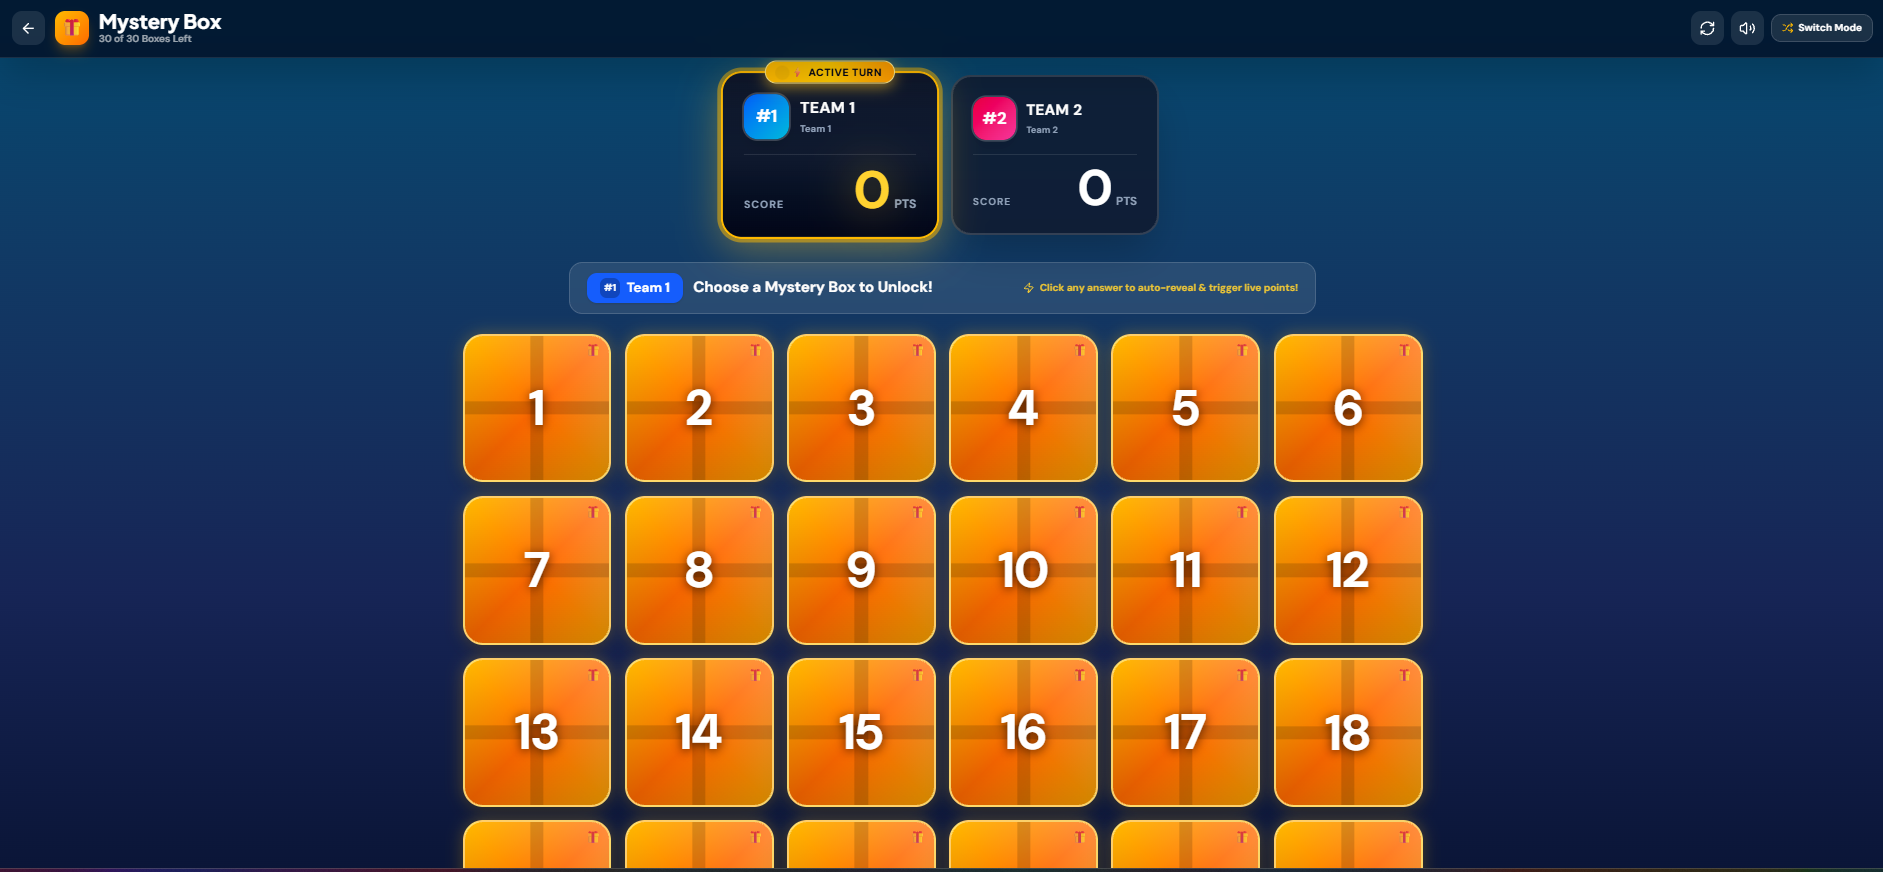 Mystery Box
30 of 30 Boxes Left
Switch Mode
ACTIVE TURN
#1
TEAM 1
Team 1
SCORE
0 PTS
#2
TEAM 2
Team 2
SCORE
0 PTS
#1 Team 1 Choose a Mystery Box to Unlock! Click any answer to auto-reveal & trigger live points!
1 2 3 4 5 6
7 8 9 10 11 12
13 14 15 16 17 18